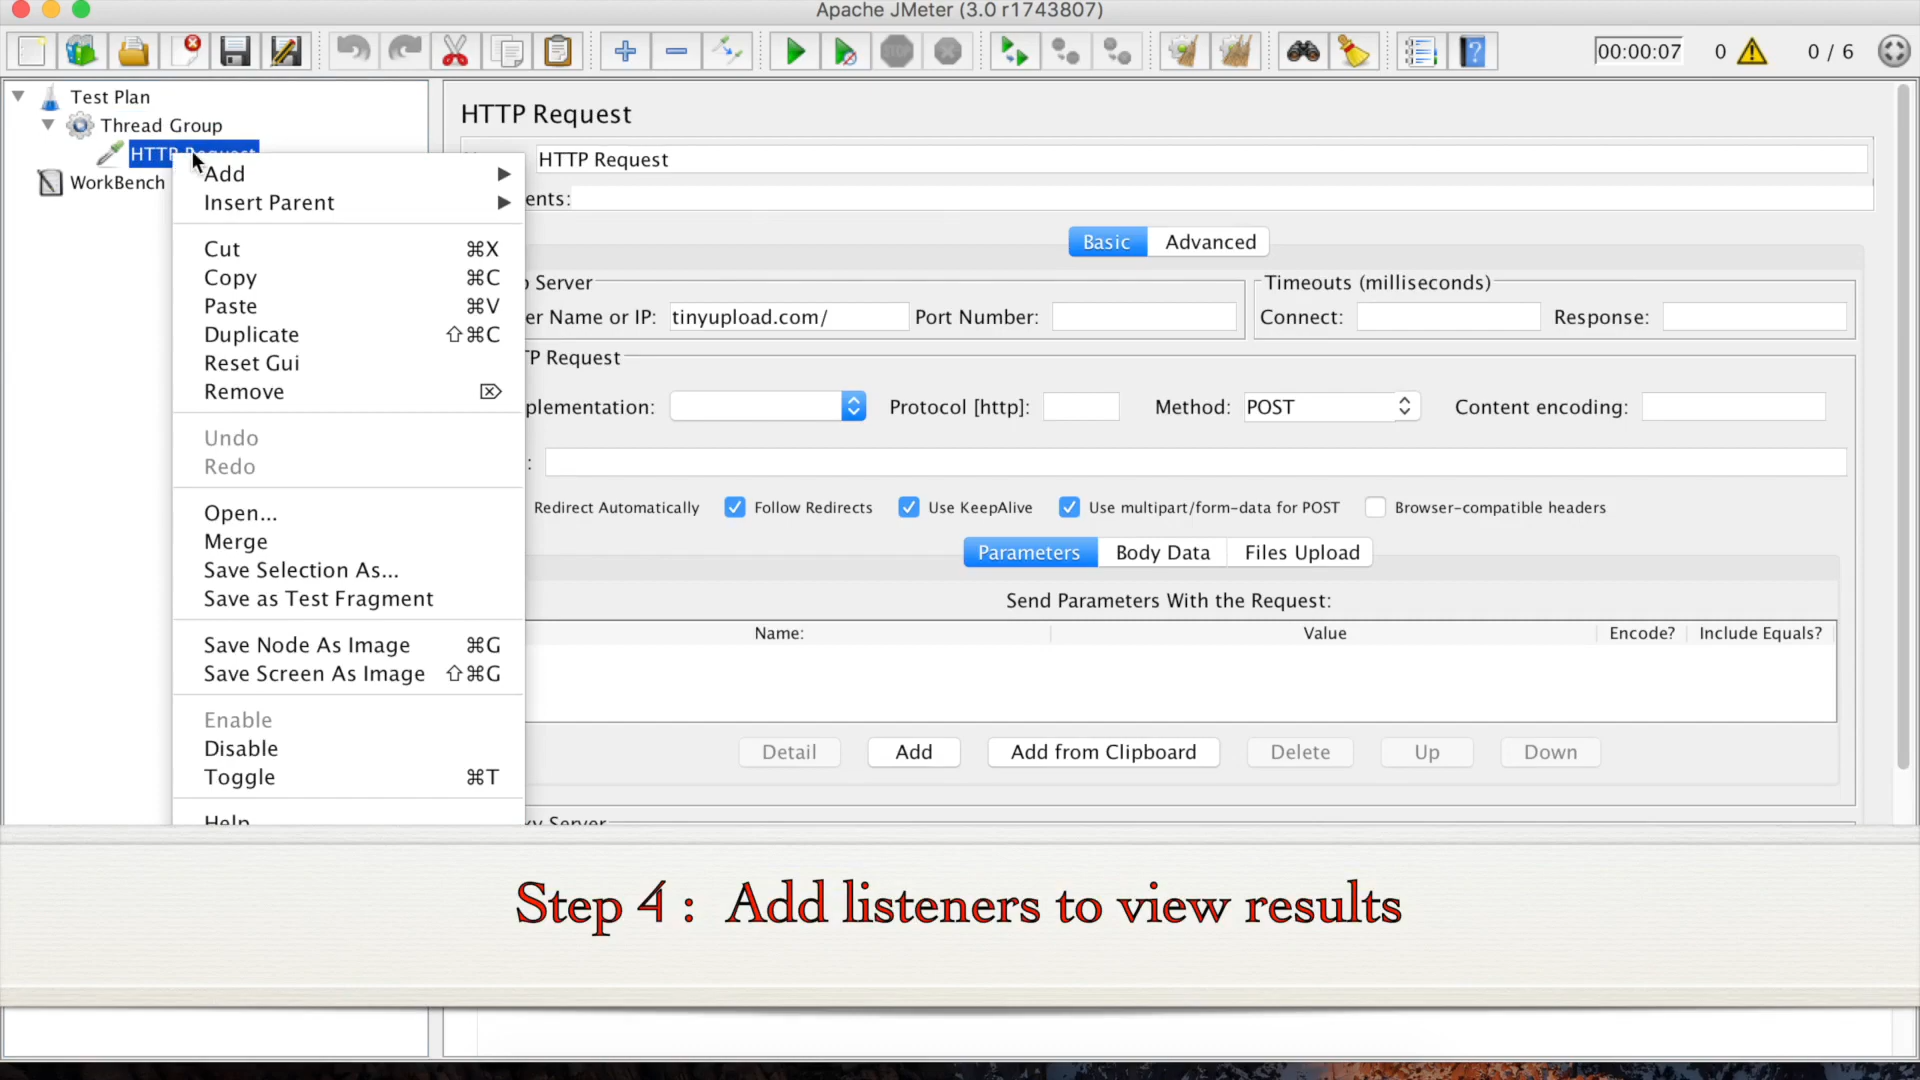 Apache JMeter (3.0 r1743807)
00:00:07 0 0 / 6
Test Plan
Thread Group
HTTP Request
WorkBench
Add
Insert Parent
Cut ⌘X
Copy ⌘C
Paste ⌘V
Duplicate ⇧⌘C
Reset Gui
Remove ⌦
Undo
Redo
Open...
Merge
Save Selection As...
Save as Test Fragment
Save Node As Image ⌘G
Save Screen As Image ⇧⌘G
Enable
Disable
Toggle ⌘T
Help
HTTP Request
HTTP Request
ents:
Basic Advanced
Server Timeouts (milliseconds)
er Name or IP: tinyupload.com/ Port Number: Connect: Response:
TP Request
plementation: Protocol [http]: Method: POST Content encoding:
:
Redirect Automatically Follow Redirects Use KeepAlive Use multipart/form-data for POST Browser-compatible headers
Parameters Body Data Files Upload
Send Parameters With the Request:
Name: Value Encode? Include Equals?
Detail Add Add from Clipboard Delete Up Down
xy Server
Step 4 : Add listeners to view results